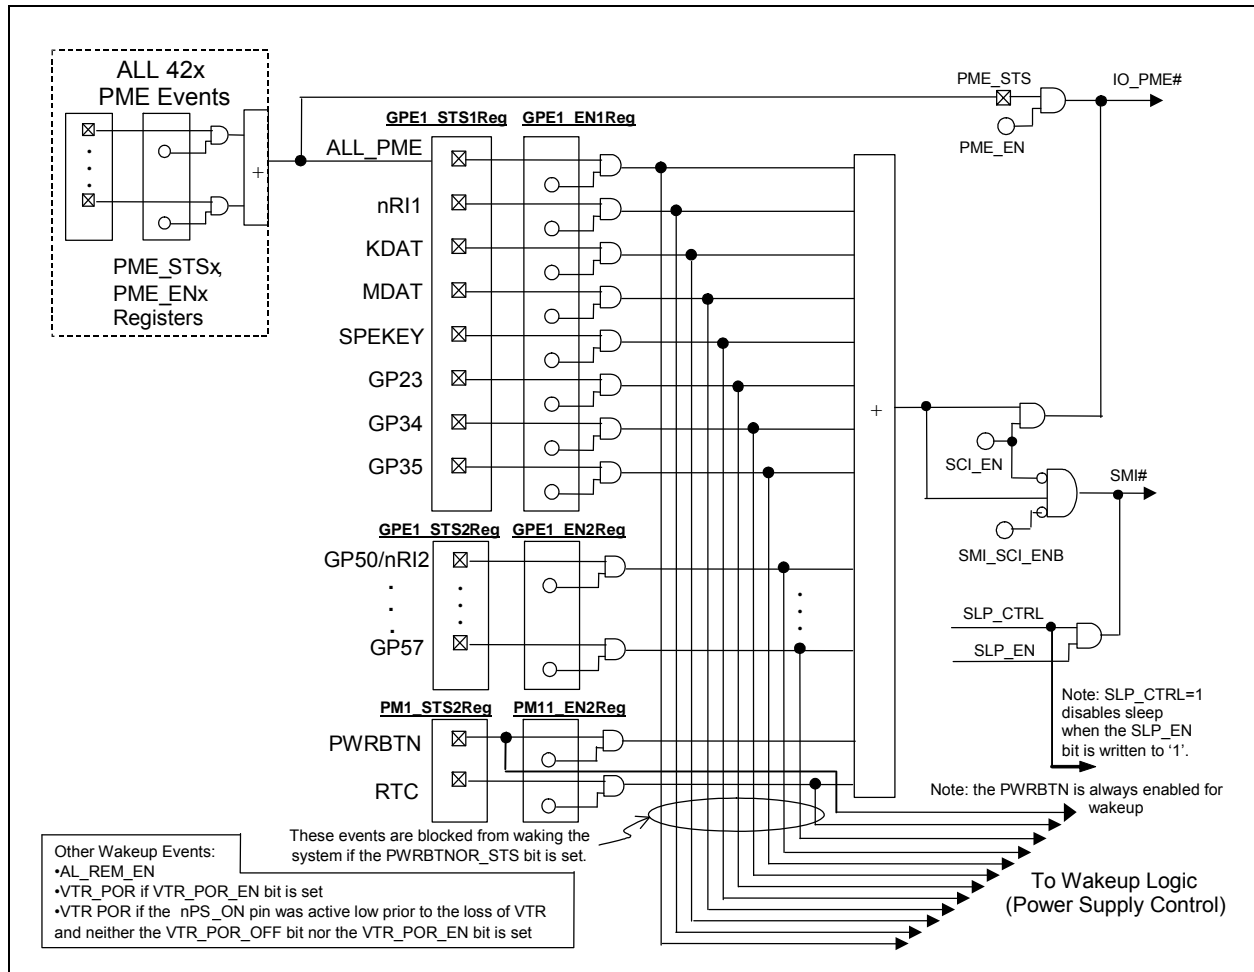 ALL 42x
PME Events
PME_STSx,
PME_ENx
Registers
+
PME_STS
IO_PME#
PME_EN
GPE1_STS1Reg
GPE1_EN1Reg
ALL_PME
nRI1
KDAT
MDAT
SPEKEY
GP23
GP34
GP35
+
SCI_EN
SMI#
SMI_SCI_ENB
GPE1_STS2Reg
GPE1_EN2Reg
GP50/nRI2
GP57
SLP_CTRL
SLP_EN
Note: SLP_CTRL=1
disables sleep
when the SLP_EN
bit is written to ‘1’.
PM1_STS2Reg
PM11_EN2Reg
PWRBTN
RTC
Note: the PWRBTN is always enabled for
wakeup
These events are blocked from waking the
system if the PWRBTNOR_STS bit is set.
To Wakeup Logic
(Power Supply Control)
Other Wakeup Events:
•AL_REM_EN
•VTR_POR if VTR_POR_EN bit is set
•VTR POR if the nPS_ON pin was active low prior to the loss of VTR
and neither the VTR_POR_OFF bit nor the VTR_POR_EN bit is set